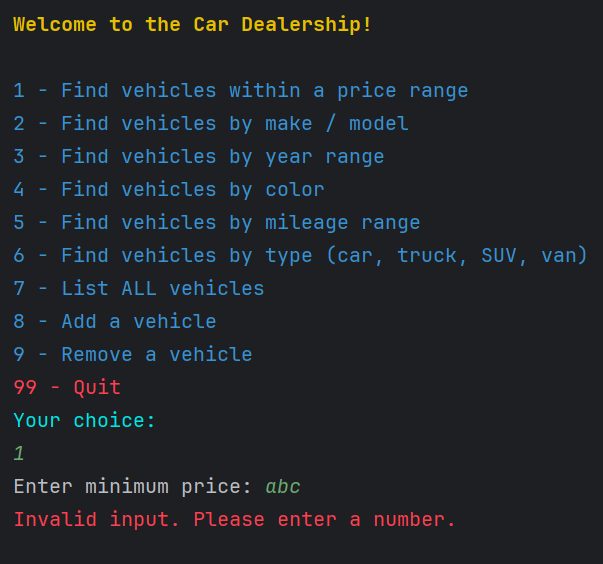 Welcome to the Car Dealership!
1 - Find vehicles within a price range
2 - Find vehicles by make / model
3 - Find vehicles by year range
4 - Find vehicles by color
5 - Find vehicles by mileage range
6 - Find vehicles by type (car, truck, SUV, van)
7 - List ALL vehicles
8 - Add a vehicle
9 - Remove a vehicle
99 - Quit
Your choice:
1
Enter minimum price: abc
Invalid input. Please enter a number.